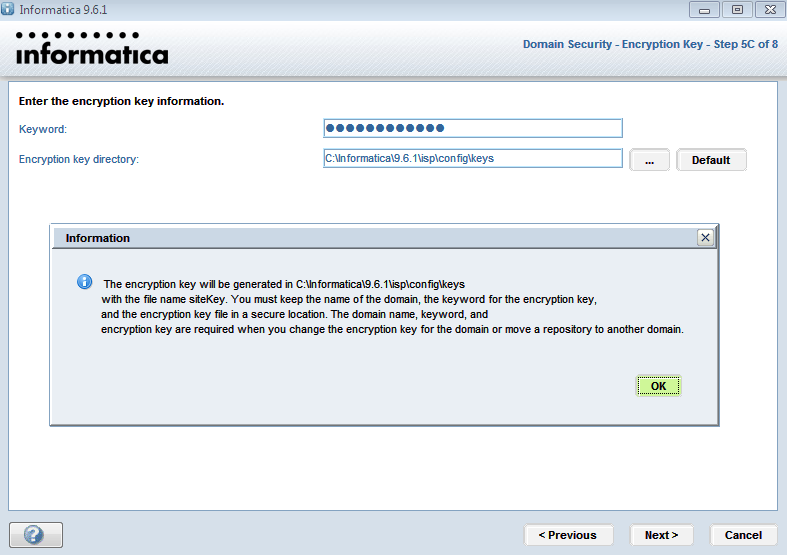 Informatica 9.6.1
informatica
Domain Security - Encryption Key - Step 5C of 8
Enter the encryption key information.
Keyword:
Encryption key directory:
C:\Informatica\9.6.1\isp\config\keys
...
Default
Information
The encryption key will be generated in C:\Informatica\9.6.1\isp\config\keys
with the file name siteKey. You must keep the name of the domain, the keyword for the encryption key,
and the encryption key file in a secure location. The domain name, keyword, and
encryption key are required when you change the encryption key for the domain or move a repository to another domain.
OK
?
< Previous
Next >
Cancel